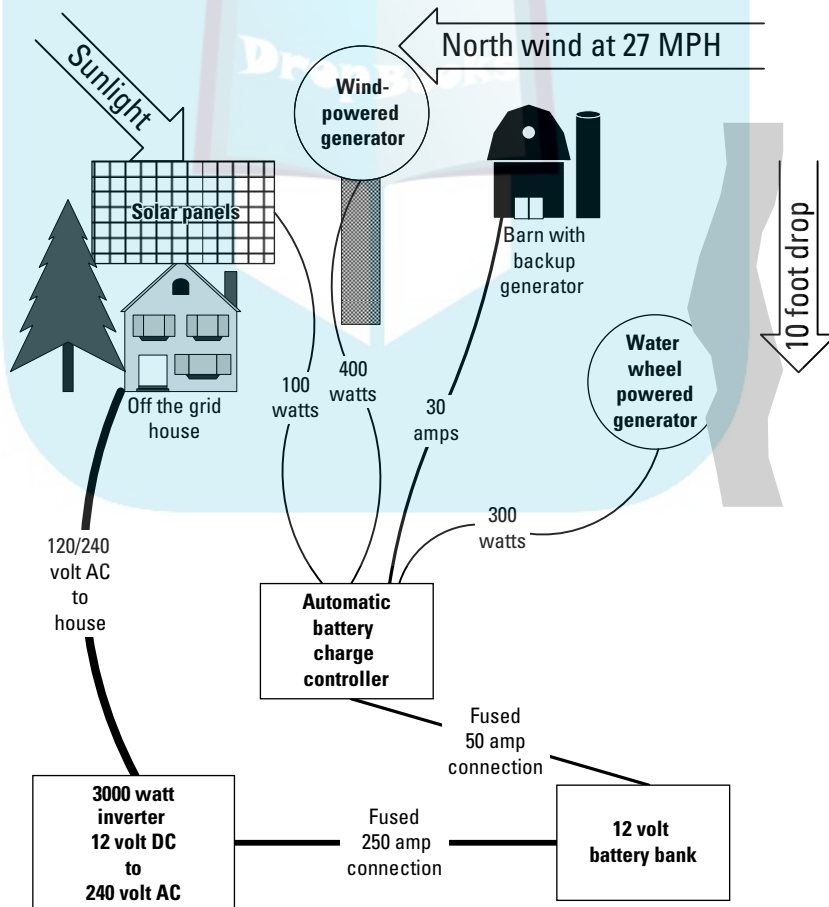 North wind at 27 MPH
Sunlight
DropBooks
Wind-
powered
generator
Solar panels
Barn with
backup
generator
10 foot drop
Water
wheel
powered
generator
Off the grid
house
100
watts
400
watts
30
amps
300
watts
120/240
volt AC
to
house
Automatic
battery
charge
controller
Fused
50 amp
connection
3000 watt
inverter
12 volt DC
to
240 volt AC
Fused
250 amp
connection
12 volt
battery bank